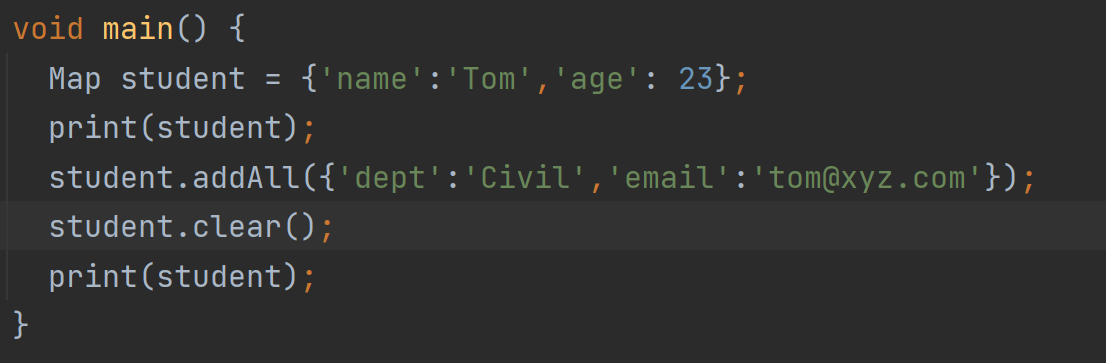 void main() {
  Map student = {'name':'Tom','age': 23};
  print(student);
  student.addAll({'dept':'Civil','email':'tom@xyz.com'});
  student.clear();
  print(student);
}